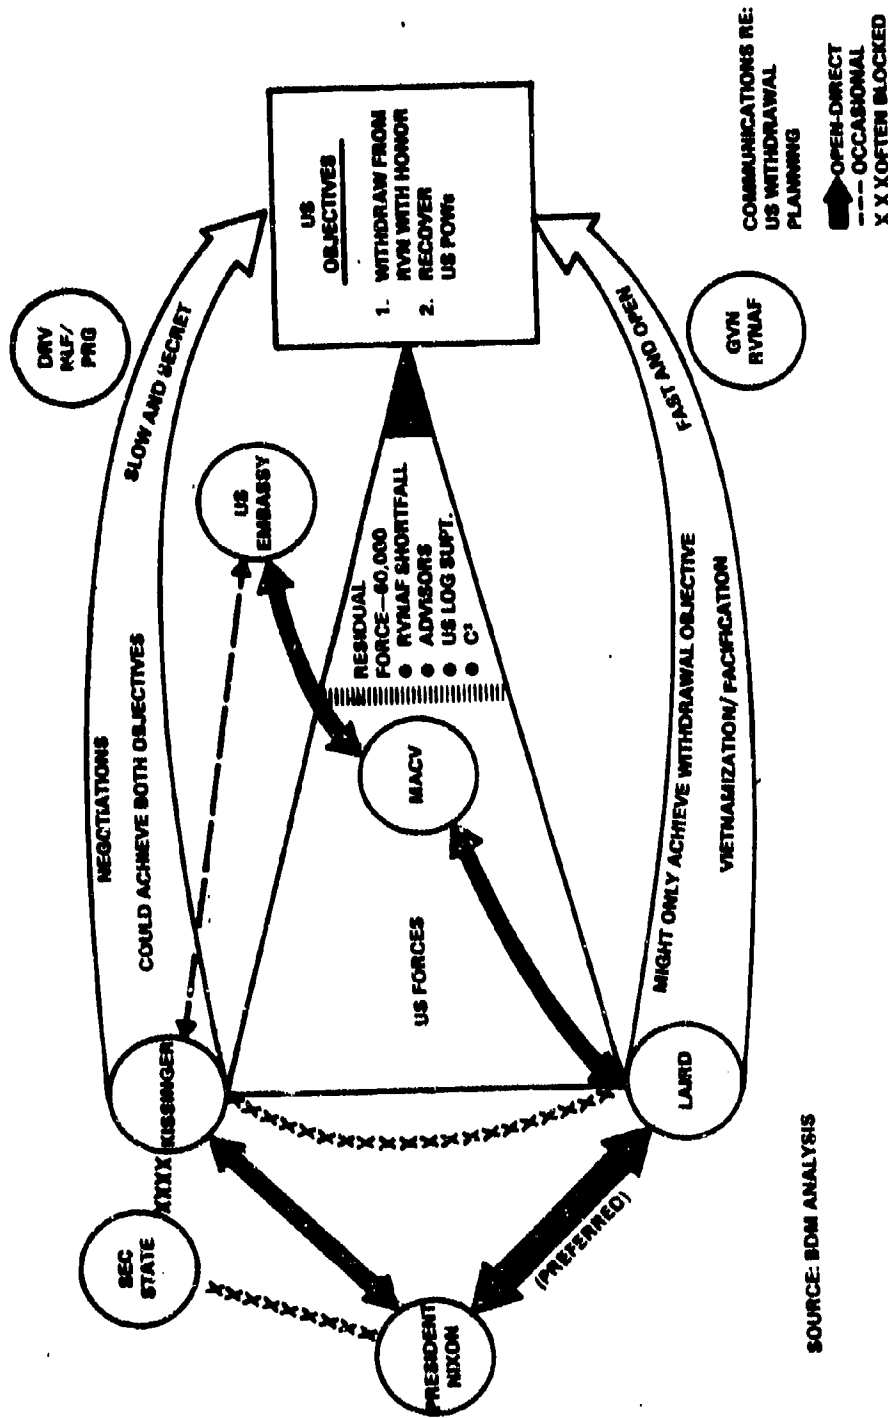 DRV
NLF/
PRG
SLOW AND SECRET
NEGOTIATIONS
COULD ACHIEVE BOTH OBJECTIVES
US
EMBASSY
US
OBJECTIVES
1. WITHDRAW FROM
RVN WITH HONOR
2. RECOVER
US POWs
SEC
STATE
XXXX
KISSINGER
XXXXXXXX
PRESIDENT
NIXON
(PREFERRED)
US FORCES
MACV
RESIDUAL
FORCE—60,000
● RVNAF SHORTFALL
● ADVISORS
● US LOG SUPT.
● C³
LAIRD
MIGHT ONLY ACHIEVE WITHDRAWAL OBJECTIVE
VIETNAMIZATION/PACIFICATION
FAST AND OPEN
GVN
RVNAF
SOURCE: BDM ANALYSIS
COMMUNICATIONS RE:
US WITHDRAWAL
PLANNING
OPEN-DIRECT
--- OCCASIONAL
X X X OFTEN BLOCKED